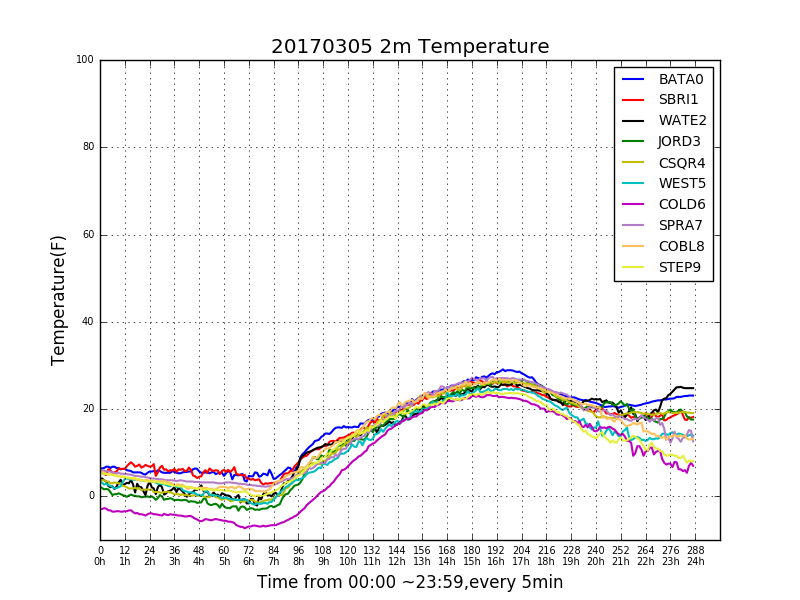 20170305 2m Temperature
100
80
60
40
20
0
Temperature(F)
BATA0
SBRI1
WATE2
JORD3
CSQR4
WEST5
COLD6
SPRA7
COBL8
STEP9
0 12 24 36 48 60 72 84 96 108 120 132 144 156 168 180 192 204 216 228 240 252 264 276 288
0h 1h 2h 3h 4h 5h 6h 7h 8h 9h 10h 11h 12h 13h 14h 15h 16h 17h 18h 19h 20h 21h 22h 23h 24h
Time from 00:00 ~23:59,every 5min